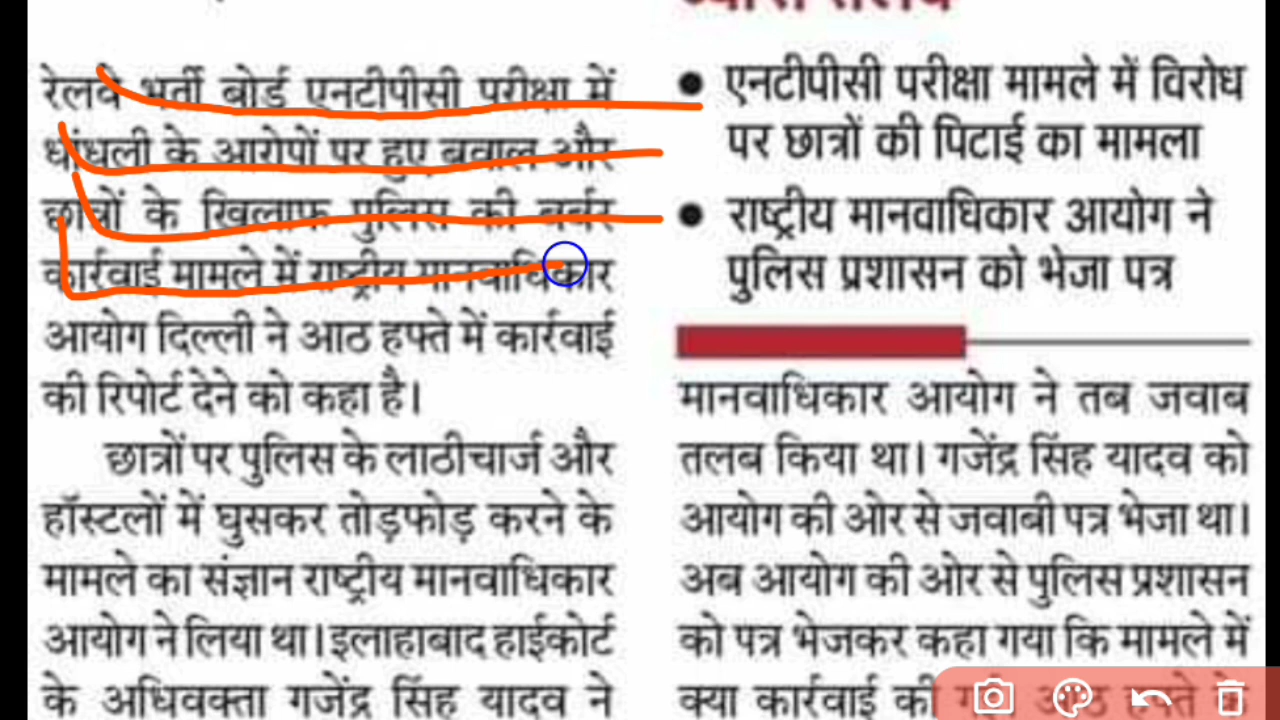 रेलवे भर्ती बोर्ड एनटीपीसी परीक्षा में
धांधली के आरोपों पर हुए बवाल और
छात्रों के खिलाफ पुलिस की बर्बर
कार्रवाई मामले में राष्ट्रीय मानवाधिकार
आयोग दिल्ली ने आठ हफ्ते में कार्रवाई
की रिपोर्ट देने को कहा है।
छात्रों पर पुलिस के लाठीचार्ज और
हॉस्टलों में घुसकर तोड़फोड़ करने के
मामले का संज्ञान राष्ट्रीय मानवाधिकार
आयोग ने लिया था। इलाहाबाद हाईकोर्ट
के अधिवक्ता गजेंद्र सिंह यादव ने
● एनटीपीसी परीक्षा मामले में विरोध
पर छात्रों की पिटाई का मामला
● राष्ट्रीय मानवाधिकार आयोग ने
पुलिस प्रशासन को भेजा पत्र
मानवाधिकार आयोग ने तब जवाब
तलब किया था। गजेंद्र सिंह यादव को
आयोग की ओर से जवाबी पत्र भेजा था।
अब आयोग की ओर से पुलिस प्रशासन
को पत्र भेजकर कहा गया कि मामले में
क्या कार्रवाई की गई। आठ हफ्ते के